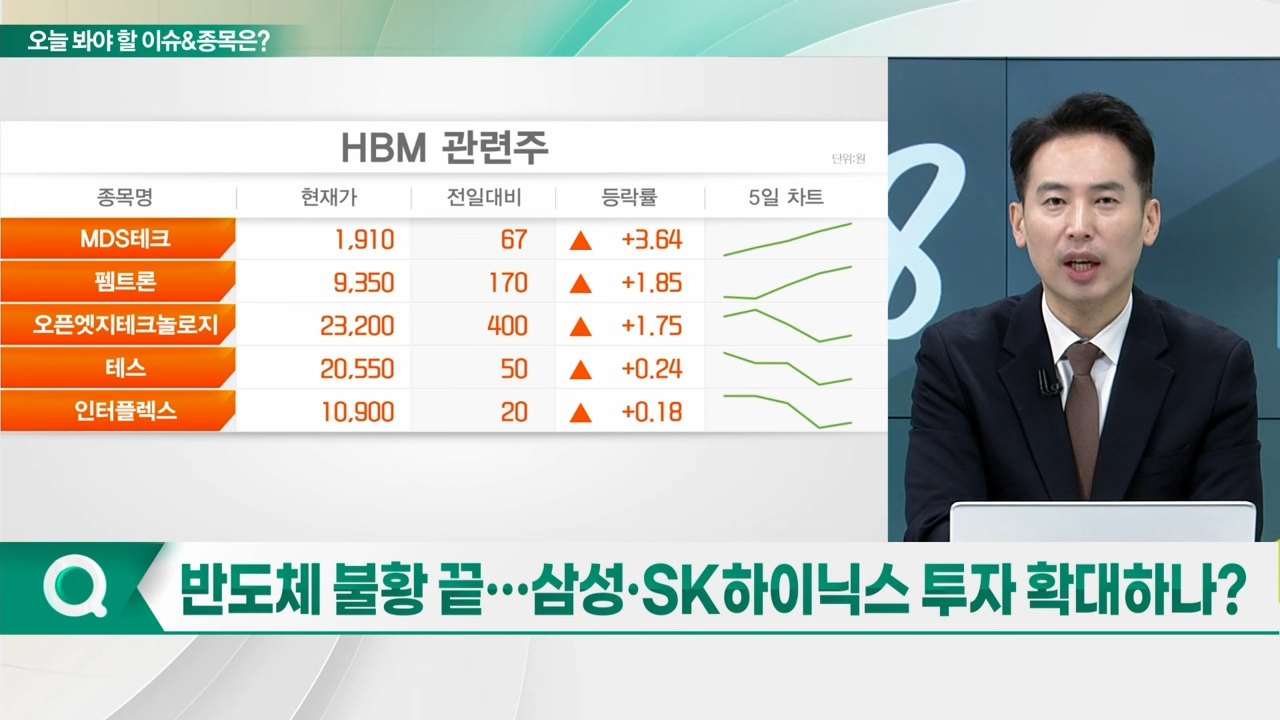 오늘 봐야 할 이슈&종목은?
HBM 관련주
단위:원
종목명 현재가 전일대비 등락률 5일 차트
MDS테크 1,910 67 ▲ +3.64
펨트론 9,350 170 ▲ +1.85
오픈엣지테크놀로지 23,200 400 ▲ +1.75
테스 20,550 50 ▲ +0.24
인터플렉스 10,900 20 ▲ +0.18
8
반도체 불황 끝…삼성·SK하이닉스 투자 확대하나?